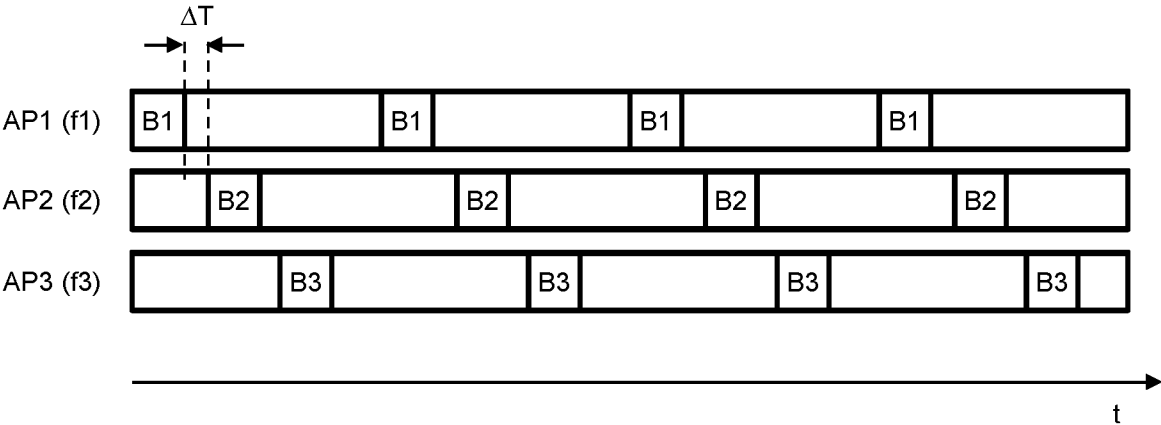 ΔT
AP1 (f1) B1 B1 B1 B1
AP2 (f2) B2 B2 B2 B2
AP3 (f3) B3 B3 B3 B3
t